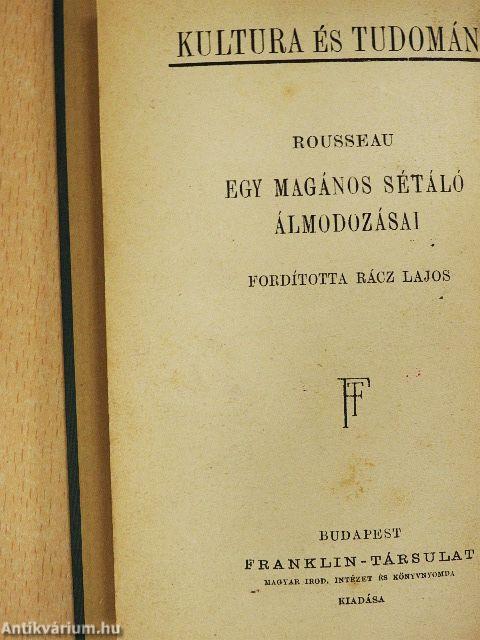 KULTURA ÉS TUDOMÁN
ROUSSEAU
EGY MAGÁNOS SÉTÁLÓ
ÁLMODOZÁSAI
FORDÍTOTTA RÁCZ LAJOS
FT
BUDAPEST
FRANKLIN-TÁRSULAT
MAGYAR IROD. INTÉZET ÉS KÖNYVNYOMDA
KIADÁSA
Antikvárium.hu